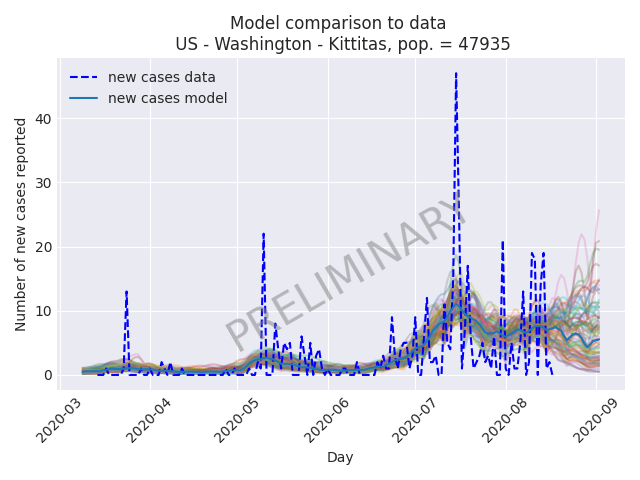 Model comparison to data
US - Washington - Kittitas, pop. = 47935
new cases data
new cases model
Number of new cases reported
40
30
20
10
0
PRELIMINARY
2020-03
2020-04
2020-05
2020-06
2020-07
2020-08
2020-09
Day